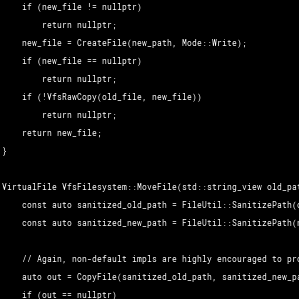 if (new_file != nullptr)
return nullptr;
new_file = CreateFile(new_path, Mode::Write);
if (new_file == nullptr)
return nullptr;
if (!VfsRawCopy(old_file, new_file))
return nullptr;
return new_file;
}
VirtualFile VfsFilesystem::MoveFile(std::string_view old_pat
const auto sanitized_old_path = FileUtil::SanitizePath(o
const auto sanitized_new_path = FileUtil::SanitizePath(n
// Again, non-default impls are highly encouraged to pro
auto out = CopyFile(sanitized_old_path, sanitized_new_pa
if (out == nullptr)